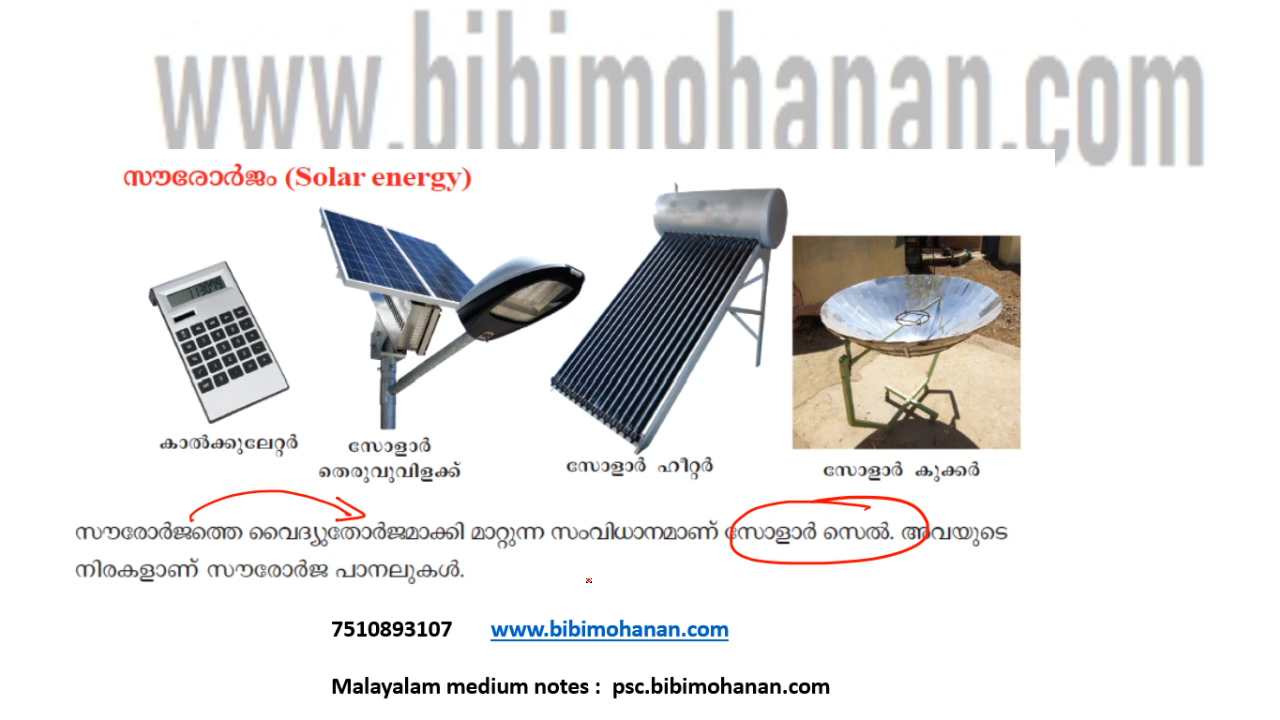 www.bibimohanan.com
സൗരോർജം (Solar energy)
കാൽക്കുലേറ്റർ
സോളാർ
തെരുവുവിളക്ക്
സോളാർ ഹീറ്റർ
സോളാർ കുക്കർ
സൗരോർജത്തെ വൈദ്യുതോർജമാക്കി മാറ്റുന്ന സംവിധാനമാണ് സോളാർ സെൽ. അവയുടെ
നിരകളാണ് സൗരോർജ പാനലുകൾ.
7510893107 www.bibimohanan.com
Malayalam medium notes : psc.bibimohanan.com